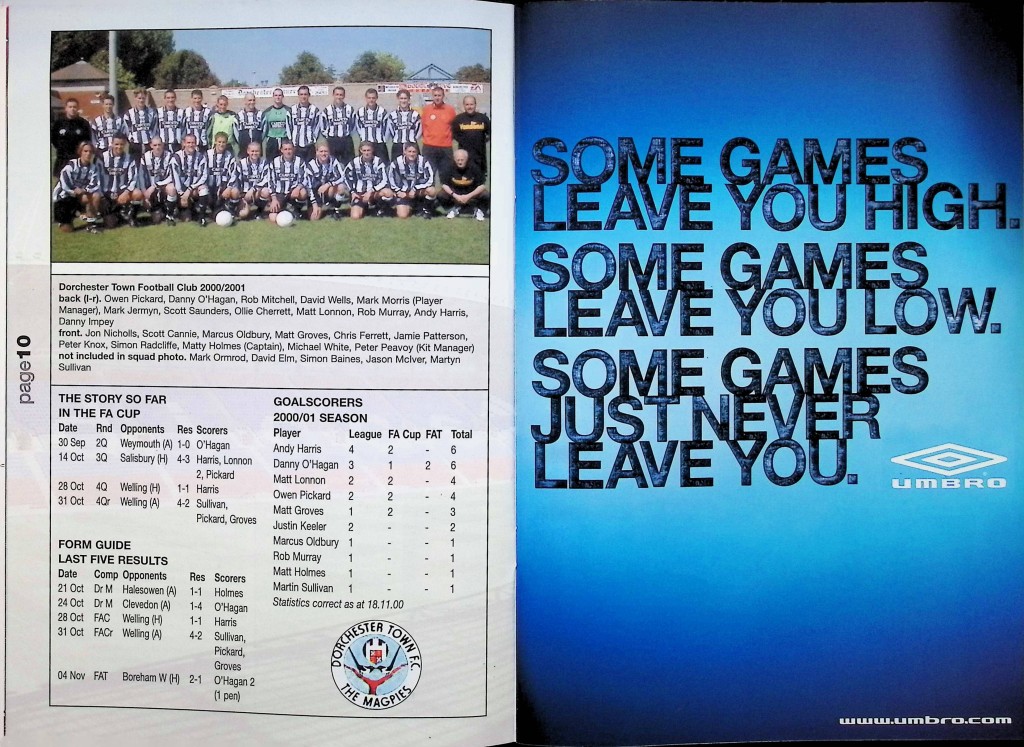 Dorchester Town Football Club 2000/2001
back (l-r). Owen Pickard, Danny O'Hagan, Rob Mitchell, David Wells, Mark Morris (Player
Manager), Mark Jermyn, Scott Saunders, Ollie Cherrett, Matt Lonnon, Rob Murray, Andy Harris,
Danny Impey
front. Jon Nicholls, Scott Cannie, Marcus Oldbury, Matt Groves, Chris Ferrett, Jamie Patterson,
Peter Knox, Simon Radcliffe, Matty Holmes (Captain), Michael White, Peter Peavoy (Kit Manager)
not included in squad photo. Mark Ormrod, David Elm, Simon Baines, Jason McIver, Martyn
Sullivan
page10
THE STORY SO FAR
IN THE FA CUP
Date Rnd Opponents Res Scorers
30 Sep 2Q Weymouth (A) 1-0 O'Hagan
14 Oct 3Q Salisbury (H) 4-3 Harris, Lonnon
2, Pickard
28 Oct 4Q Welling (H) 1-1 Harris
31 Oct 4Qr Welling (A) 4-2 Sullivan,
Pickard, Groves
FORM GUIDE
LAST FIVE RESULTS
Date Comp Opponents Res Scorers
21 Oct Dr M Halesowen (A) 1-1 Holmes
24 Oct Dr M Clevedon (A) 1-4 O'Hagan
28 Oct FAC Welling (H) 1-1 Harris
31 Oct FACr Welling (A) 4-2 Sullivan,
Pickard,
Groves
04 Nov FAT Boreham W (H) 2-1 O'Hagan 2
(1 pen)
GOALSCORERS
2000/01 SEASON
Player League FA Cup FAT Total
Andy Harris 4 2 - 6
Danny O'Hagan 3 1 2 6
Matt Lonnon 2 2 - 4
Owen Pickard 2 2 - 4
Matt Groves 1 2 - 3
Justin Keeler 2 - - 2
Marcus Oldbury 1 - - 1
Rob Murray 1 - - 1
Matt Holmes 1 - - 1
Martin Sullivan 1 - - 1
Statistics correct as at 18.11.00
DORCHESTER TOWN F.C.
THE MAGPIES
SOME GAMES
LEAVE YOU HIGH.
SOME GAMES
LEAVE YOU LOW.
SOME GAMES
JUST NEVER
LEAVE YOU.
UMBRO
www.umbro.com